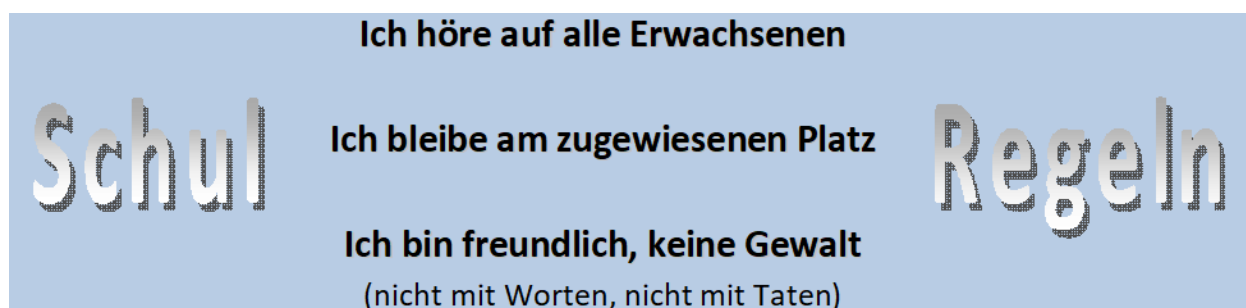 Ich höre auf alle Erwachsenen
Schul
Ich bleibe am zugewiesenen Platz
Regeln
Ich bin freundlich, keine Gewalt
(nicht mit Worten, nicht mit Taten)